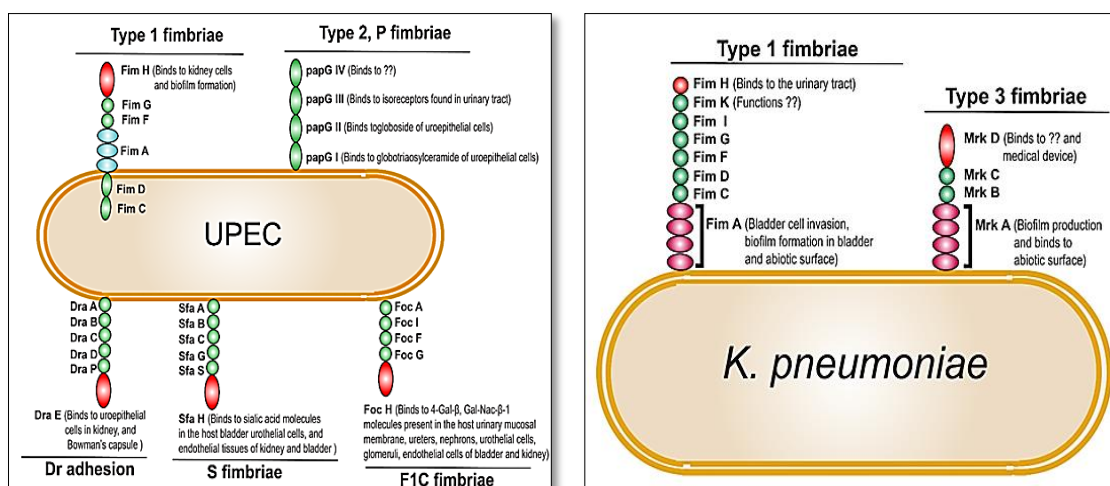 Type 1 fimbriae
Fim H (Binds to kidney cells
and biofilm formation)
Fim G
Fim F
Fim A
Fim D
Fim C
Type 2, P fimbriae
papG IV (Binds to ??)
papG III (Binds to isoreceptors found in urinary tract)
papG II (Binds togloboside of uroepithelial cells)
papG I (Binds to globotriaosylceramide of uroepithelial cells)
UPEC
Dra A
Dra B
Dra C
Dra D
Dra P
Dra E (Binds to uroepithelial
cells in kidney, and
Bowman's capsule )
Dr adhesion
Sfa A
Sfa B
Sfa C
Sfa G
Sfa S
Sfa H (Binds to sialic acid molecules
in the host bladder urothelial cells, and
endothelial tissues of kidney and bladder)
S fimbriae
Foc A
Foc I
Foc F
Foc G
Foc H (Binds to 4-Gal-β, Gal-Nac-β-1
molecules present in the host urinary mucosal
membrane, ureters, nephrons, urothelial cells,
glomeruli, endothelial cells of bladder and kidney)
F1C fimbriae
Type 1 fimbriae
Fim H (Binds to the urinary tract)
Fim K (Functions ??)
Fim I
Fim G
Fim F
Fim D
Fim C
Fim A (Bladder cell invasion,
biofilm formation in bladder
and abiotic surface)
Type 3 fimbriae
Mrk D (Binds to ?? and
medical device)
Mrk C
Mrk B
Mrk A (Biofilm production
and binds to
abiotic surface)
K. pneumoniae